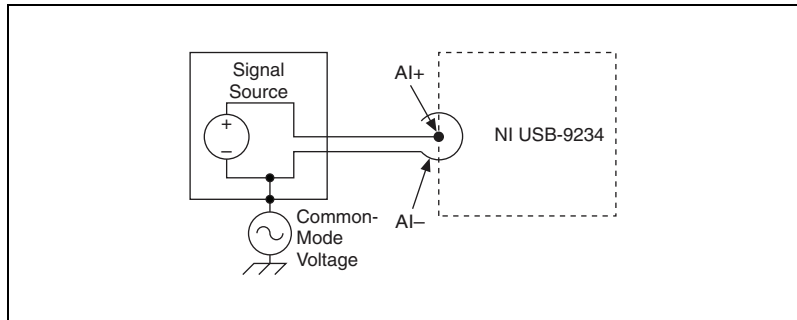 Signal
Source
+
–
AI+
NI USB-9234
AI–
Common-
Mode
Voltage